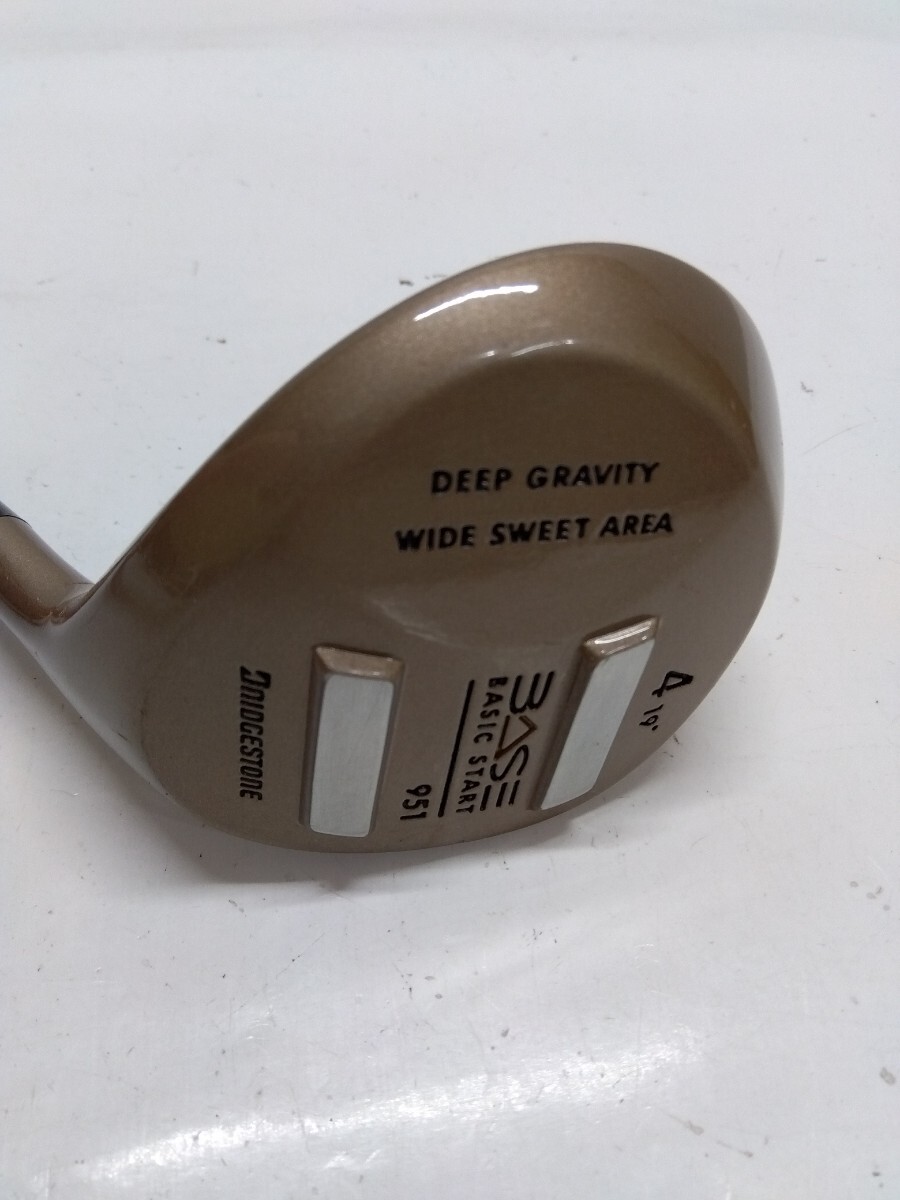 DEEP GRAVITY
WIDE SWEET AREA
4 19°
BASE
BASIC START
951
BRIDGESTONE